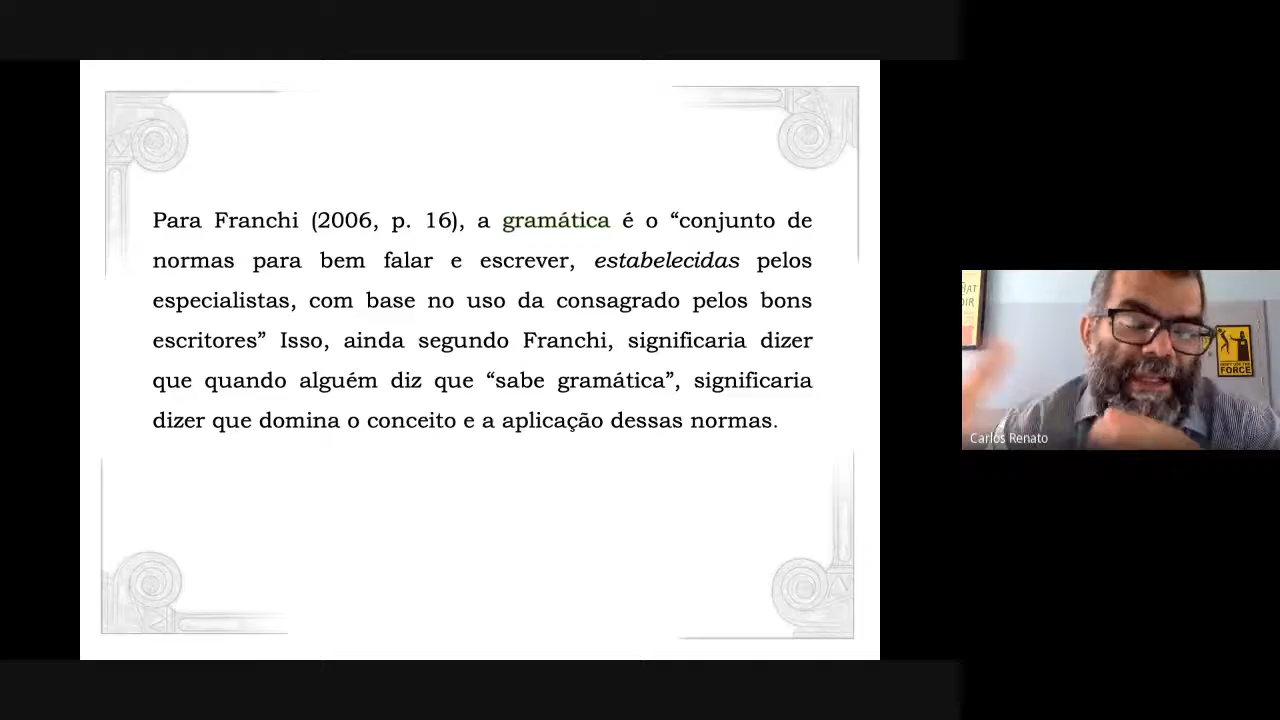 Para Franchi (2006, p. 16), a gramática é o “conjunto de
normas para bem falar e escrever, estabelecidas pelos
especialistas, com base no uso da consagrado pelos bons
escritores” Isso, ainda segundo Franchi, significaria dizer
que quando alguém diz que “sabe gramática”, significaria
dizer que domina o conceito e a aplicação dessas normas.
FORCE
Carlos Renato